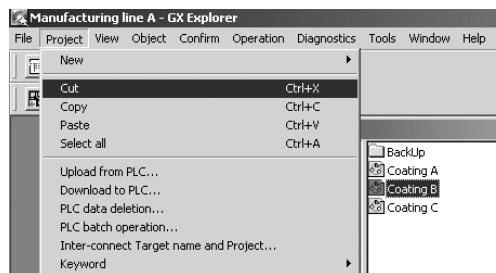 Manufacturing line A - GX Explorer
File Project View Object Confirm Operation Diagnostics Tools Window Help
New
Cut Ctrl+X
Copy Ctrl+C
Paste Ctrl+V
Select all Ctrl+A
Upload from PLC...
Download to PLC...
PLC data deletion...
PLC batch operation...
Inter-connect Target name and Project...
Keyword
BackUp
Coating A
Coating B
Coating C